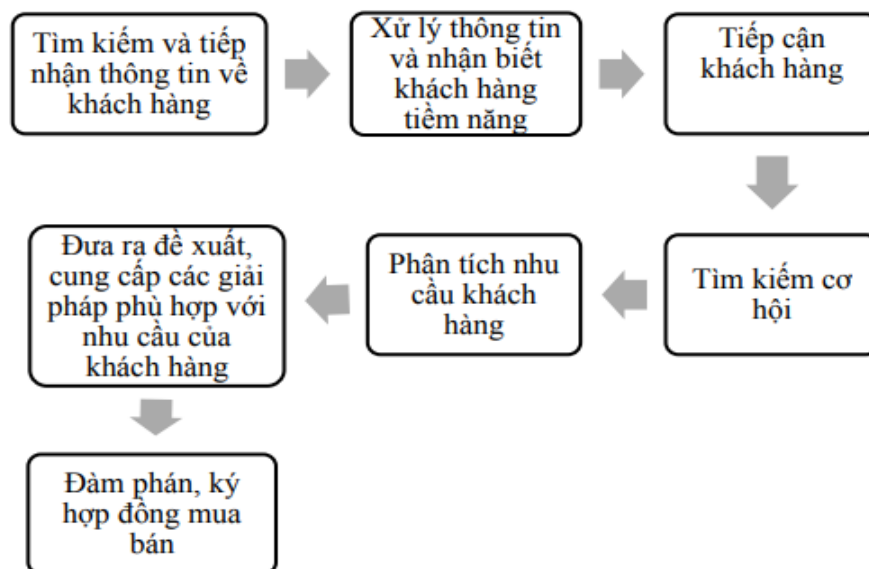 Tìm kiếm và tiếp
nhận thông tin về
khách hàng
Xử lý thông tin
và nhận biết
khách hàng
tiềm năng
Tiếp cận
khách hàng
Tìm kiếm cơ
hội
Phân tích nhu
cầu khách
hàng
Đưa ra đề xuất,
cung cấp các giải
pháp phù hợp với
nhu cầu của
khách hàng
Đàm phán, ký
hợp đồng mua
bán